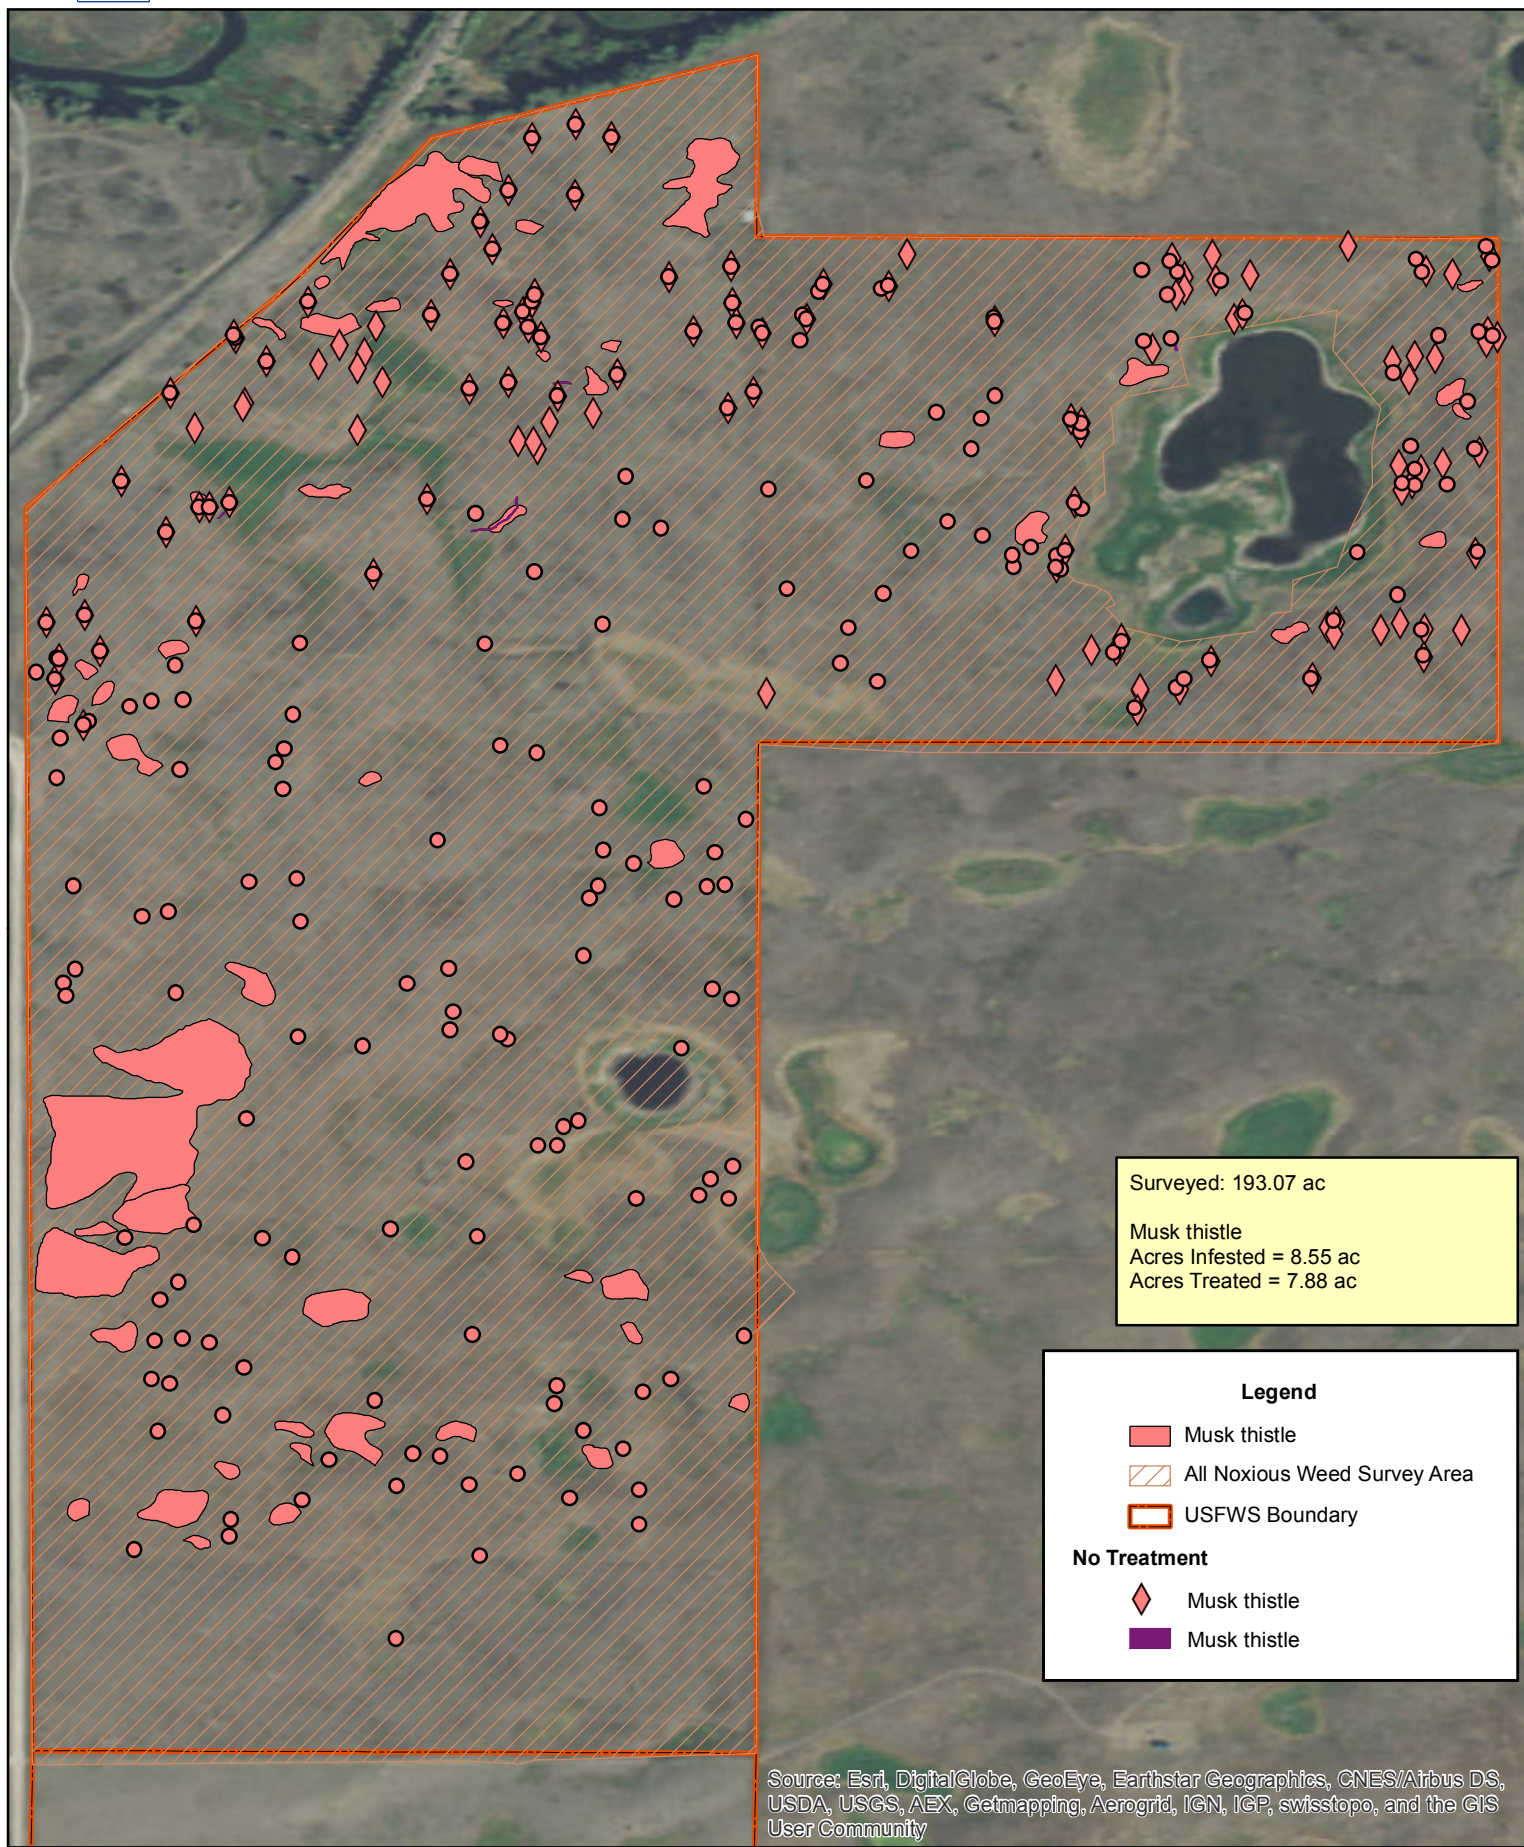 Surveyed: 193.07 ac
Musk thistle
Acres Infested = 8.55 ac
Acres Treated = 7.88 ac
Legend
Musk thistle
All Noxious Weed Survey Area
USFWS Boundary
No Treatment
Musk thistle
Musk thistle
Source: Esri, DigitalGlobe, GeoEye, Earthstar Geographics, CNES/Airbus DS,
USDA, USGS, AEX, Getmapping, Aerogrid, IGN, IGP, swisstopo, and the GIS
User Community